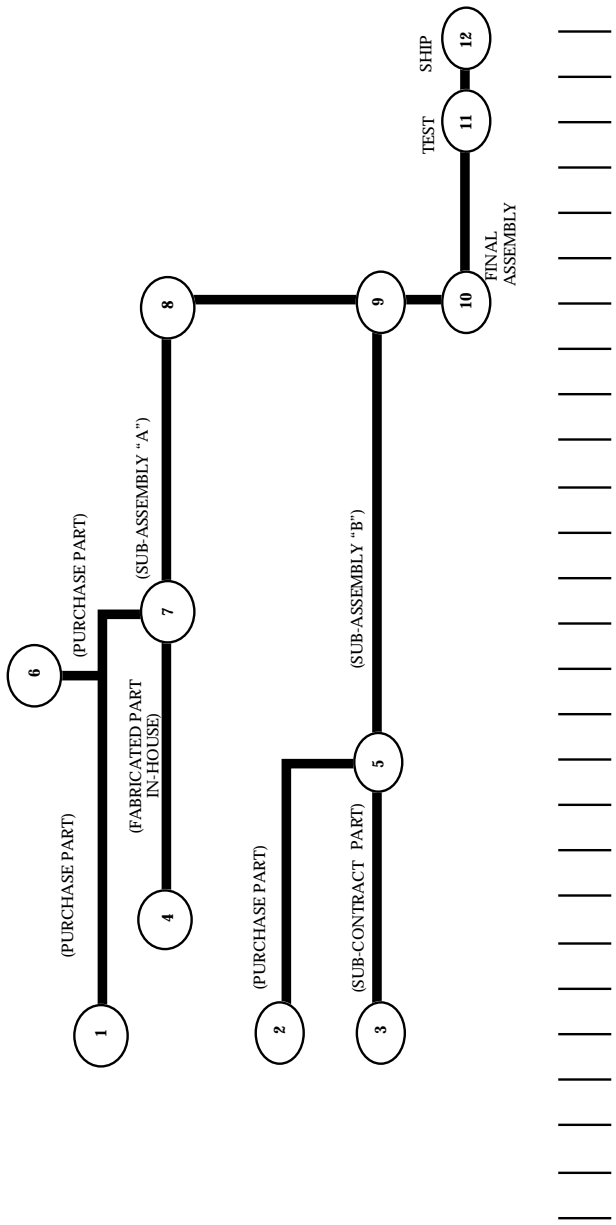 6
(PURCHASE PART)
(PURCHASE PART)
1
(FABRICATED PART
IN-HOUSE)
(SUB-ASSEMBLY “A”)
4
7
8
(PURCHASE PART)
2
(SUB-CONTRACT PART)
(SUB-ASSEMBLY “B”)
3
5
9
TEST
SHIP
10
11
12
FINAL
ASSEMBLY